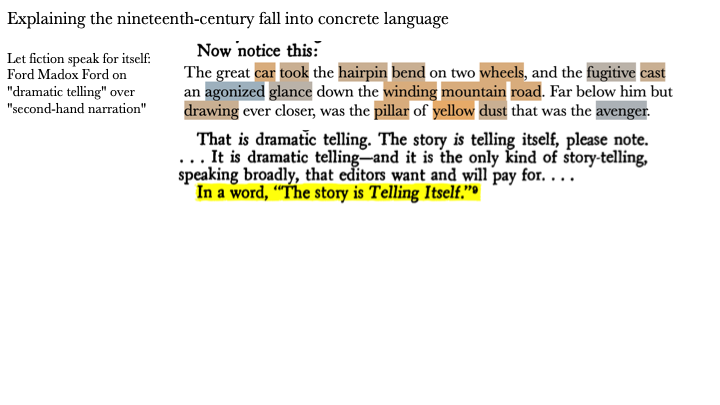 Explaining the nineteenth-century fall into concrete language
Let fiction speak for itself:
Ford Madox Ford on
"dramatic telling" over
"second-hand narration"
Now notice this:
The great car took the hairpin bend on two wheels, and the fugitive cast
an agonized glance down the winding mountain road. Far below him but
drawing ever closer, was the pillar of yellow dust that was the avenger.
That is dramatic telling. The story is telling itself, please note.
. . . It is dramatic telling—and it is the only kind of story-telling,
speaking broadly, that editors want and will pay for. . . .
In a word, “The story is Telling Itself.”⁹